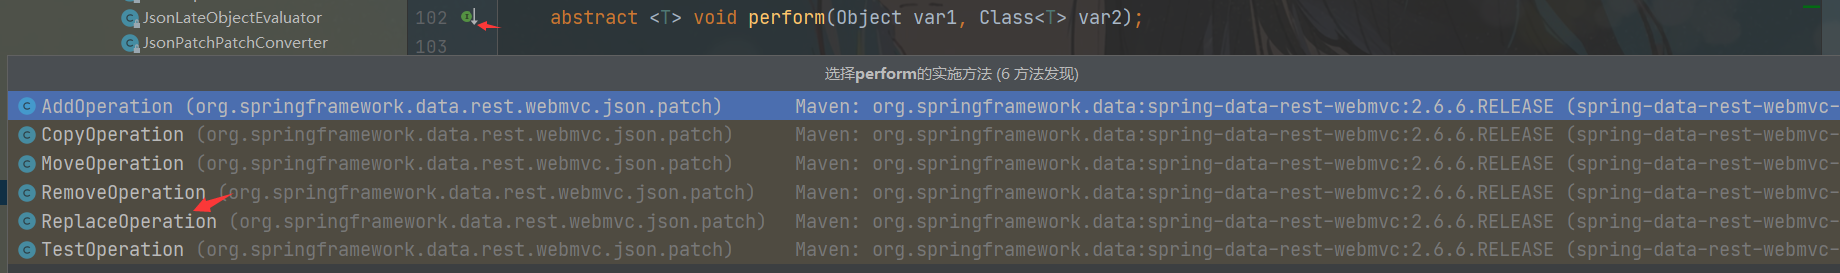 JsonLateObjectEvaluator
102 abstract <T> void perform(Object var1, Class<T> var2);
JsonPatchPatchConverter
103
选择perform的实施方法 (6 方法发现)
AddOperation (org.springframework.data.rest.webmvc.json.patch) Maven: org.springframework.data:spring-data-rest-webmvc:2.6.6.RELEASE (spring-data-rest-webmvc-
CopyOperation (org.springframework.data.rest.webmvc.json.patch) Maven: org.springframework.data:spring-data-rest-webmvc:2.6.6.RELEASE (spring-data-rest-webmvc-
MoveOperation (org.springframework.data.rest.webmvc.json.patch) Maven: org.springframework.data:spring-data-rest-webmvc:2.6.6.RELEASE (spring-data-rest-webmvc-
RemoveOperation (org.springframework.data.rest.webmvc.json.patch) Maven: org.springframework.data:spring-data-rest-webmvc:2.6.6.RELEASE (spring-data-rest-webmvc-
ReplaceOperation (org.springframework.data.rest.webmvc.json.patch) Maven: org.springframework.data:spring-data-rest-webmvc:2.6.6.RELEASE (spring-data-rest-webmvc-
TestOperation (org.springframework.data.rest.webmvc.json.patch) Maven: org.springframework.data:spring-data-rest-webmvc:2.6.6.RELEASE (spring-data-rest-webmvc-